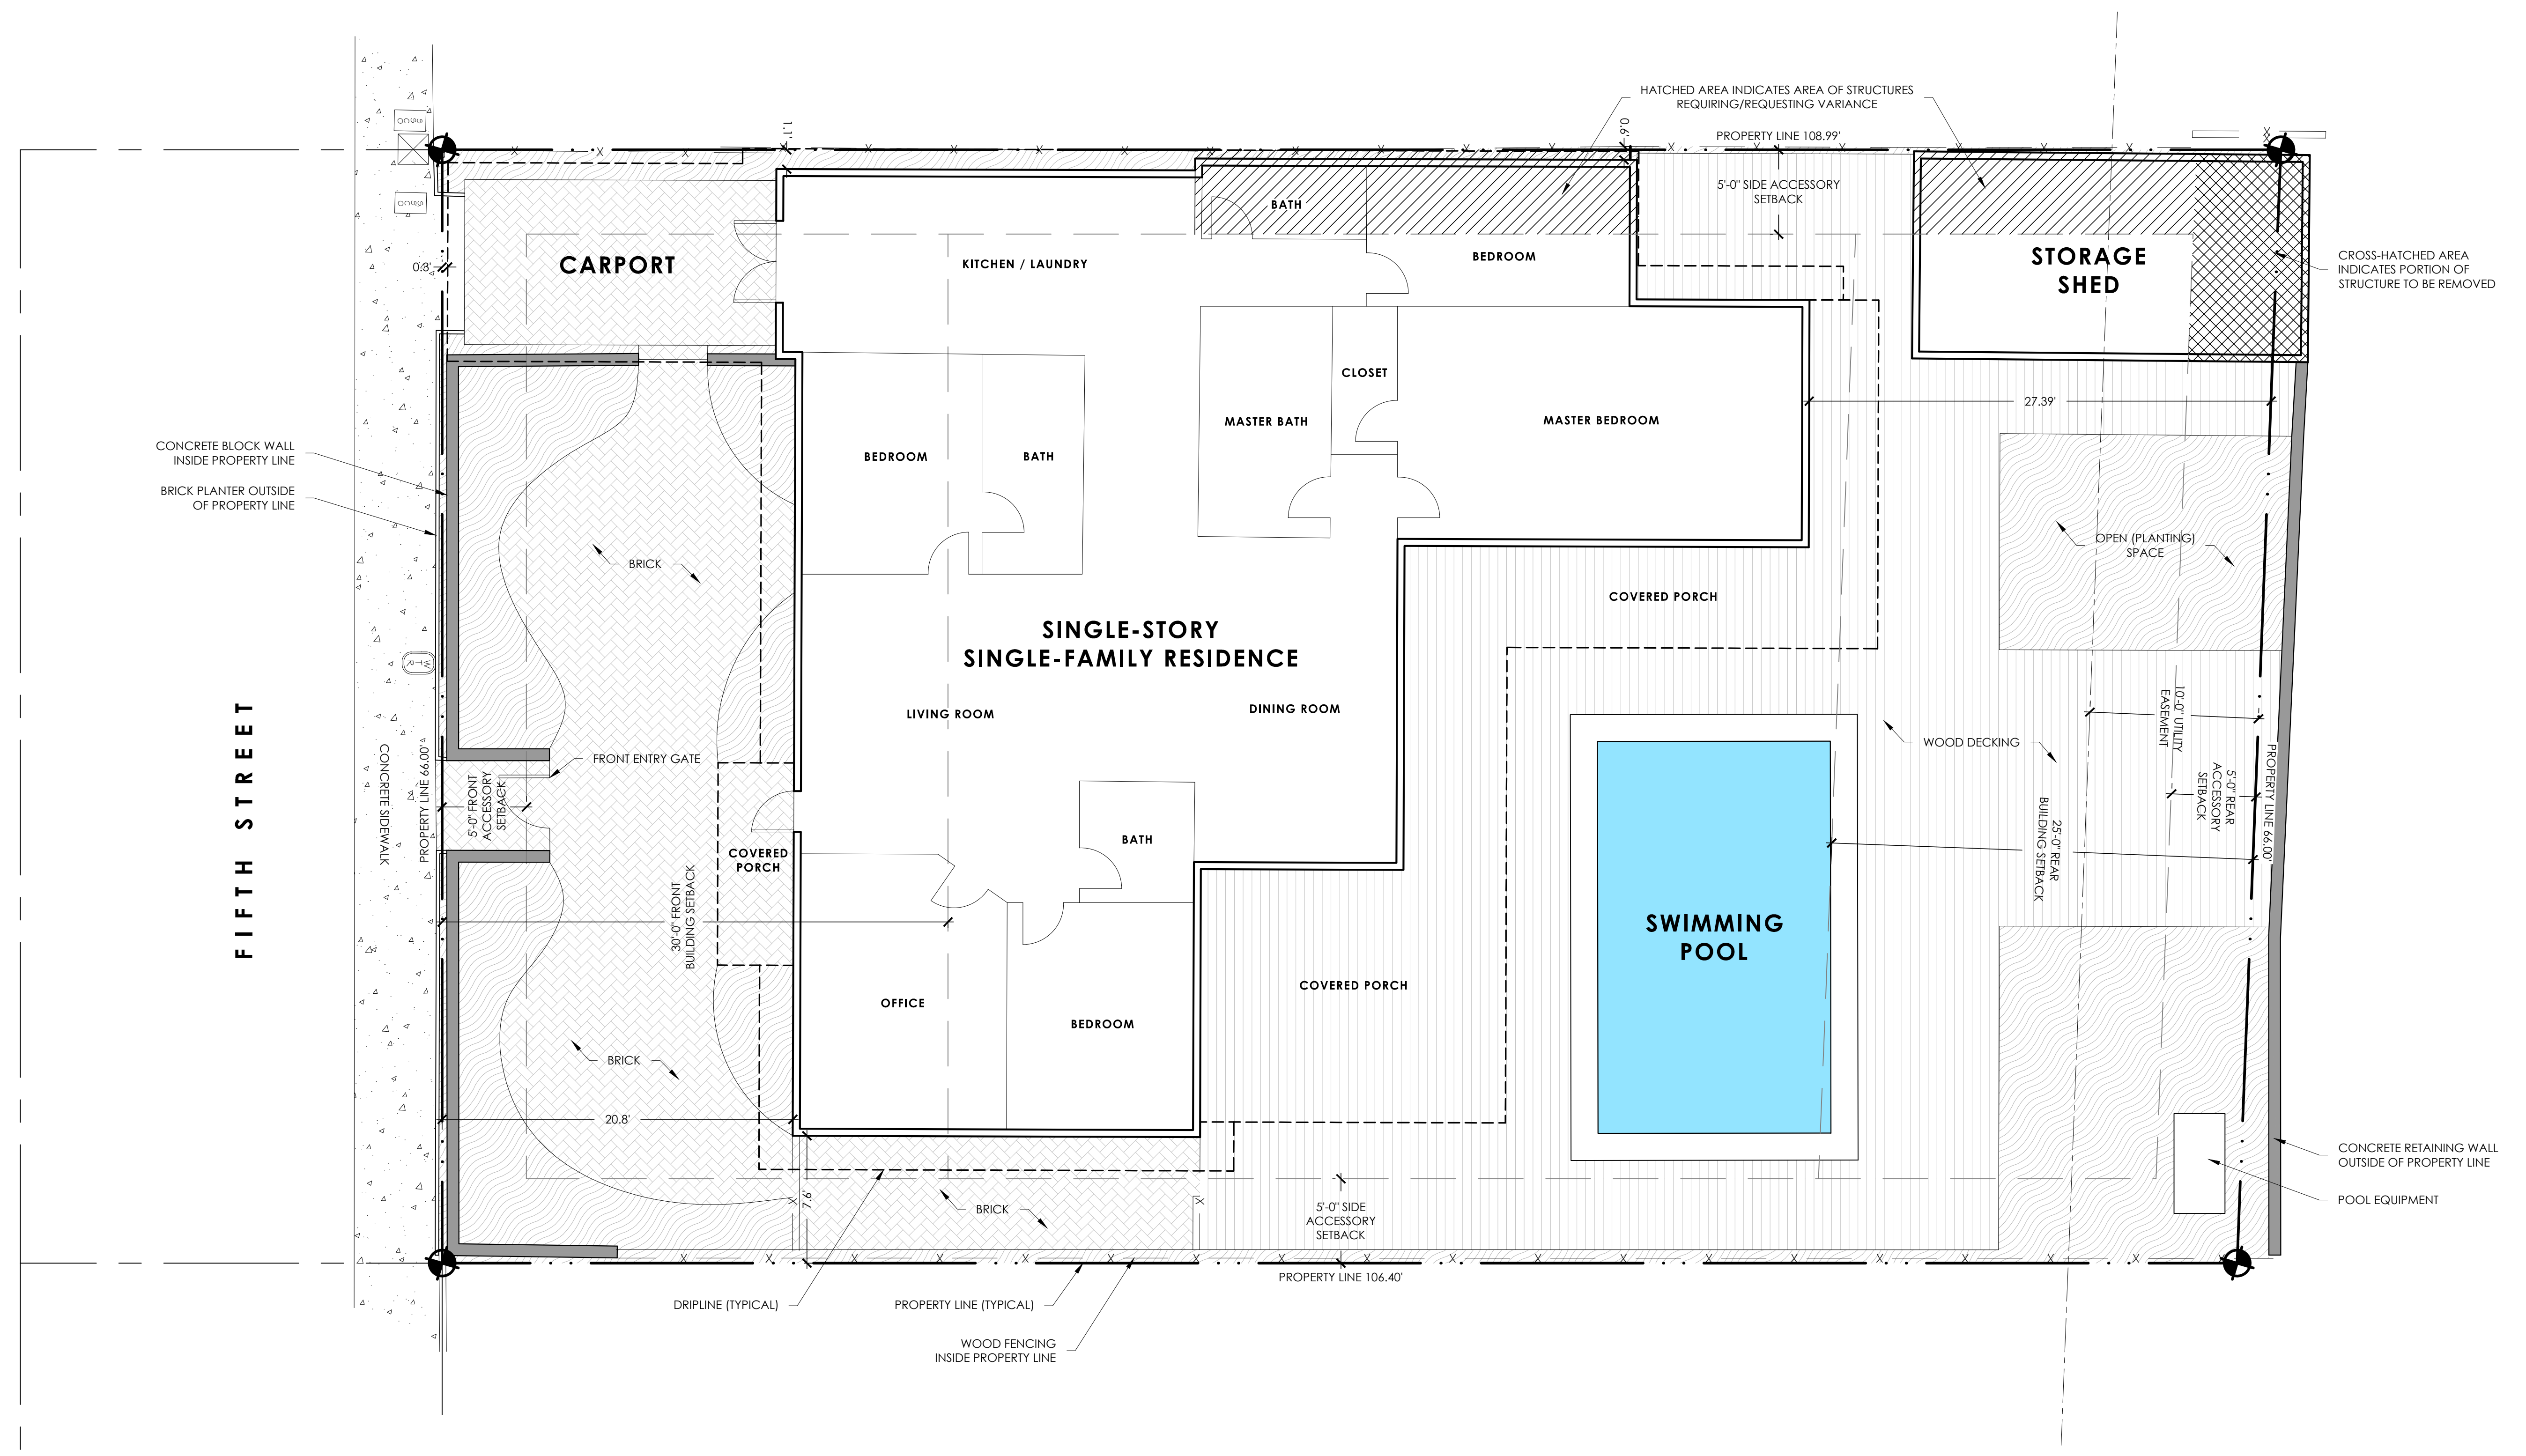 HATCHED AREA INDICATES AREA OF STRUCTURES
REQUIRING/REQUESTING VARIANCE
1.1'
0.6'
PROPERTY LINE 108.99'
5'-0" SIDE ACCESSORY
SETBACK
BATH
BEDROOM
KITCHEN / LAUNDRY
CARPORT
0.3'
STORAGE
SHED
CROSS-HATCHED AREA
INDICATES PORTION OF
STRUCTURE TO BE REMOVED
CLOSET
MASTER BATH
MASTER BEDROOM
27.39'
CONCRETE BLOCK WALL
INSIDE PROPERTY LINE
BRICK PLANTER OUTSIDE
OF PROPERTY LINE
BEDROOM
BATH
BRICK
OPEN (PLANTING)
SPACE
COVERED PORCH
SINGLE-STORY
SINGLE-FAMILY RESIDENCE
WTR
LIVING ROOM
DINING ROOM
10'-0" UTILITY
EASEMENT
WOOD DECKING
FRONT ENTRY GATE
FIFTH STREET
CONCRETE SIDEWALK
PROPERTY LINE 66.00'
5'-0" FRONT
ACCESSORY
SETBACK
5'-0" REAR
ACCESSORY
SETBACK
PROPERTY LINE 66.00'
25'-0" REAR
BUILDING SETBACK
COVERED
PORCH
BATH
30'-0" FRONT
BUILDING SETBACK
SWIMMING
POOL
COVERED PORCH
OFFICE
BEDROOM
BRICK
20.8'
CONCRETE RETAINING WALL
OUTSIDE OF PROPERTY LINE
POOL EQUIPMENT
7.6'
BRICK
5'-0" SIDE
ACCESSORY
SETBACK
PROPERTY LINE 106.40'
DRIPLINE (TYPICAL)
PROPERTY LINE (TYPICAL)
WOOD FENCING
INSIDE PROPERTY LINE